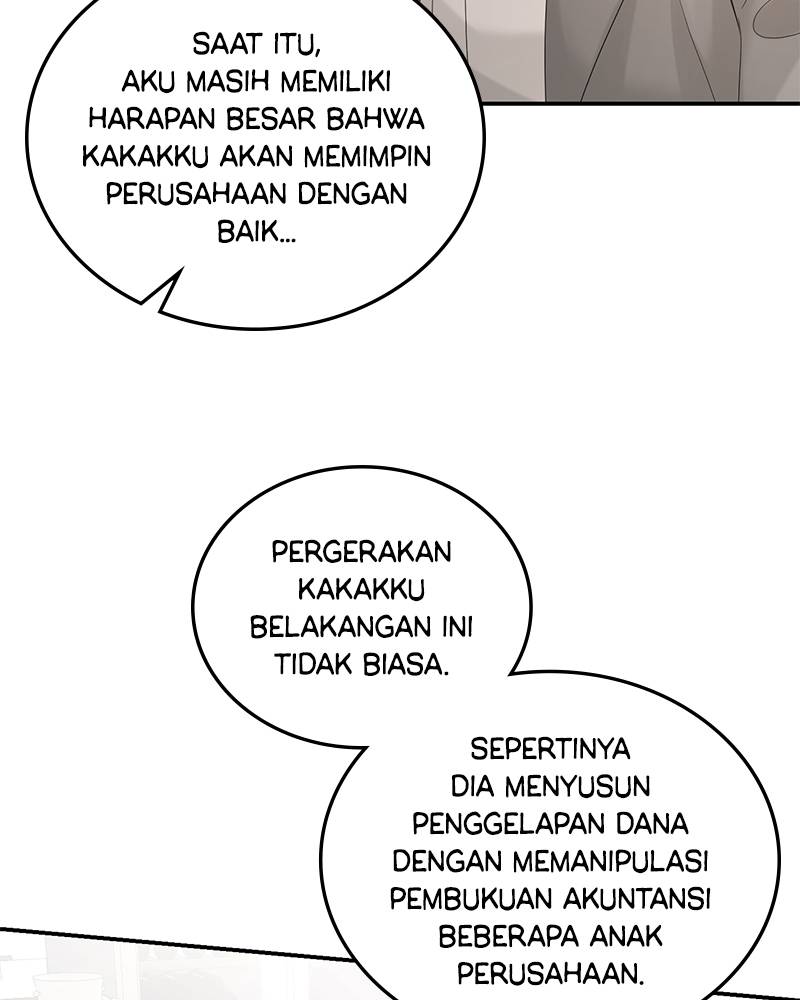 SAAT ITU,
AKU MASIH MEMILIKI
HARAPAN BESAR BAHWA
KAKAKKU AKAN MEMIMPIN
PERUSAHAAN DENGAN
BAIK...
PERGERAKAN
KAKAKKU
BELAKANGAN INI
TIDAK BIASA.
SEPERTINYA
DIA MENYUSUN
PENGGELAPAN DANA
DENGAN MEMANIPULASI
PEMBUKUAN AKUNTANSI
BEBERAPA ANAK
PERUSAHAAN.